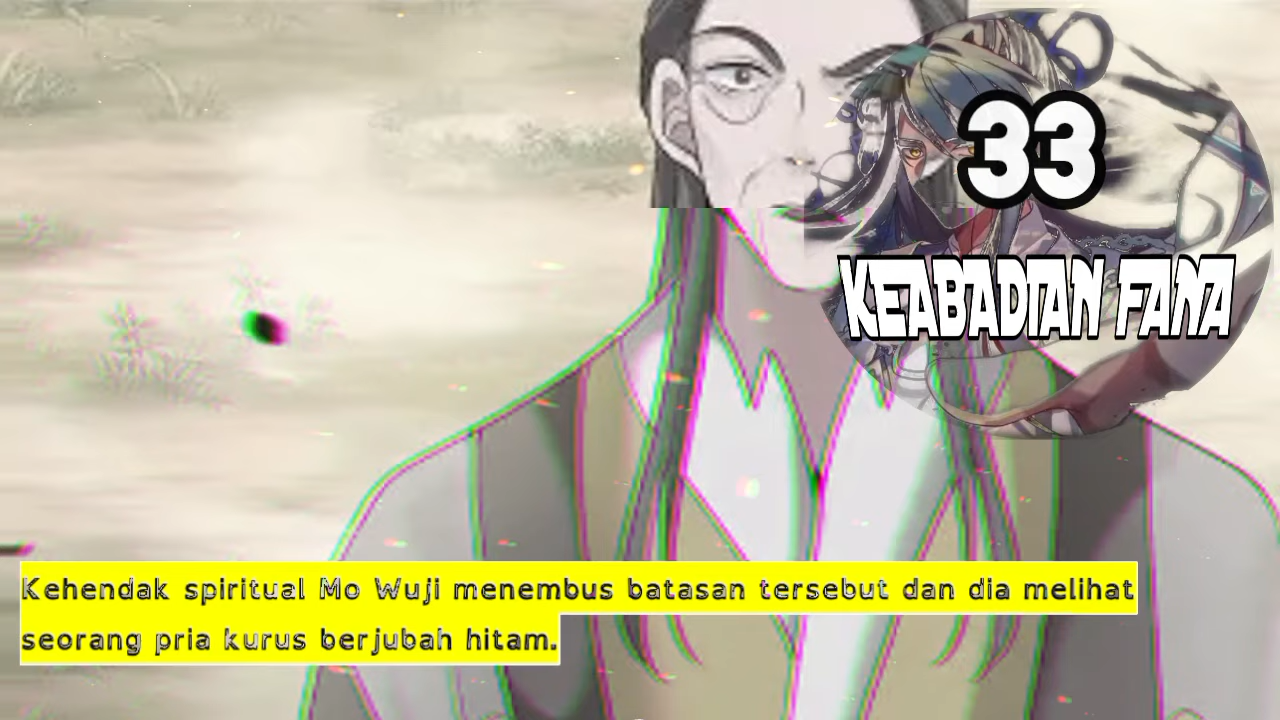 33
KEABADIAN FANA
Kehendak spiritual Mo Wuji menembus batasan tersebut dan dia melihat
seorang pria kurus berjubah hitam.